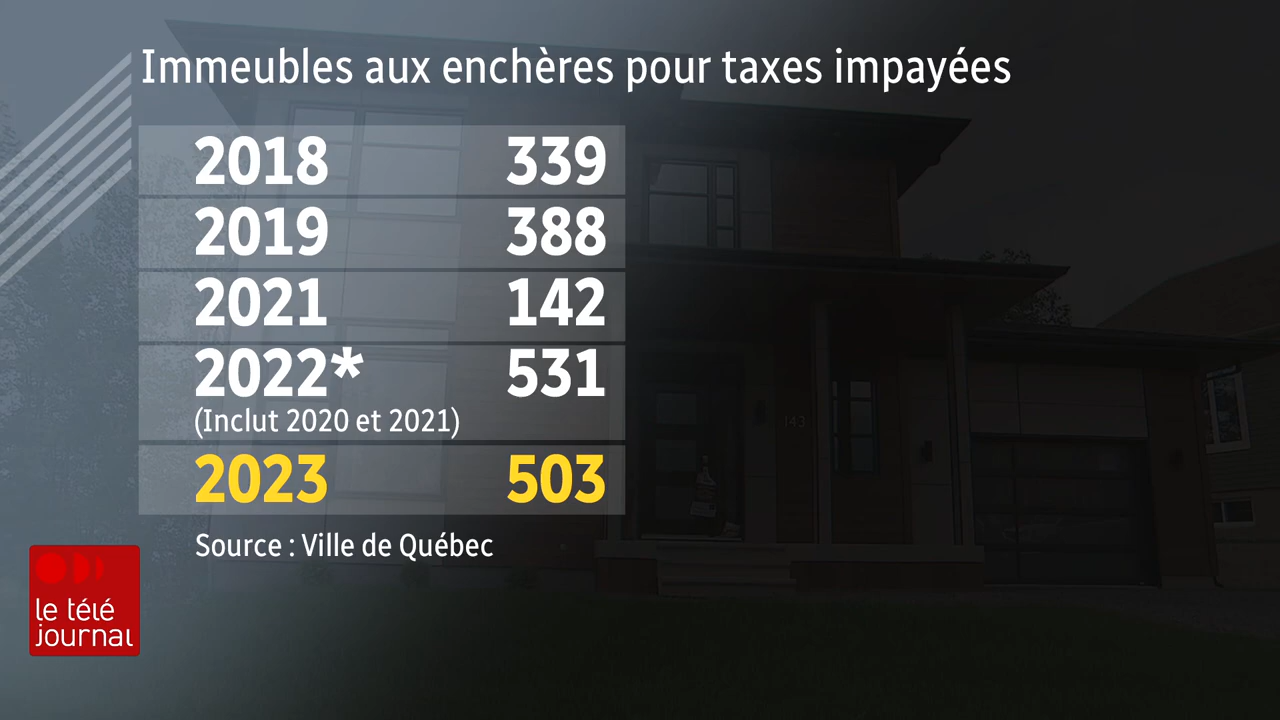 Immeubles aux enchères pour taxes impayées
2018 339
2019 388
2021 142
2022* 531
(Inclut 2020 et 2021)
2023 503
Source : Ville de Québec
le télé
journal
143